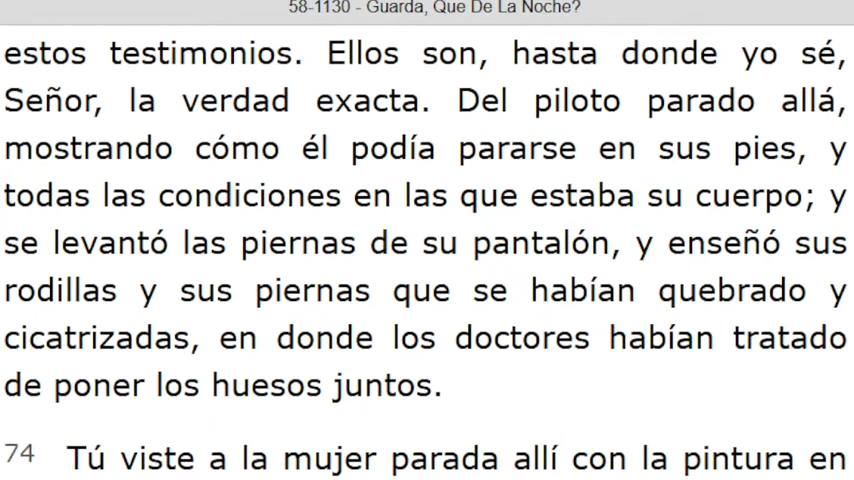 58-1130 - Guarda, Que De La Noche?
estos testimonios. Ellos son, hasta donde yo sé,
Señor, la verdad exacta. Del piloto parado allá,
mostrando cómo él podía pararse en sus pies, y
todas las condiciones en las que estaba su cuerpo; y
se levantó las piernas de su pantalón, y enseñó sus
rodillas y sus piernas que se habían quebrado y
cicatrizadas, en donde los doctores habían tratado
de poner los huesos juntos.
74 Tú viste a la mujer parada allí con la pintura en